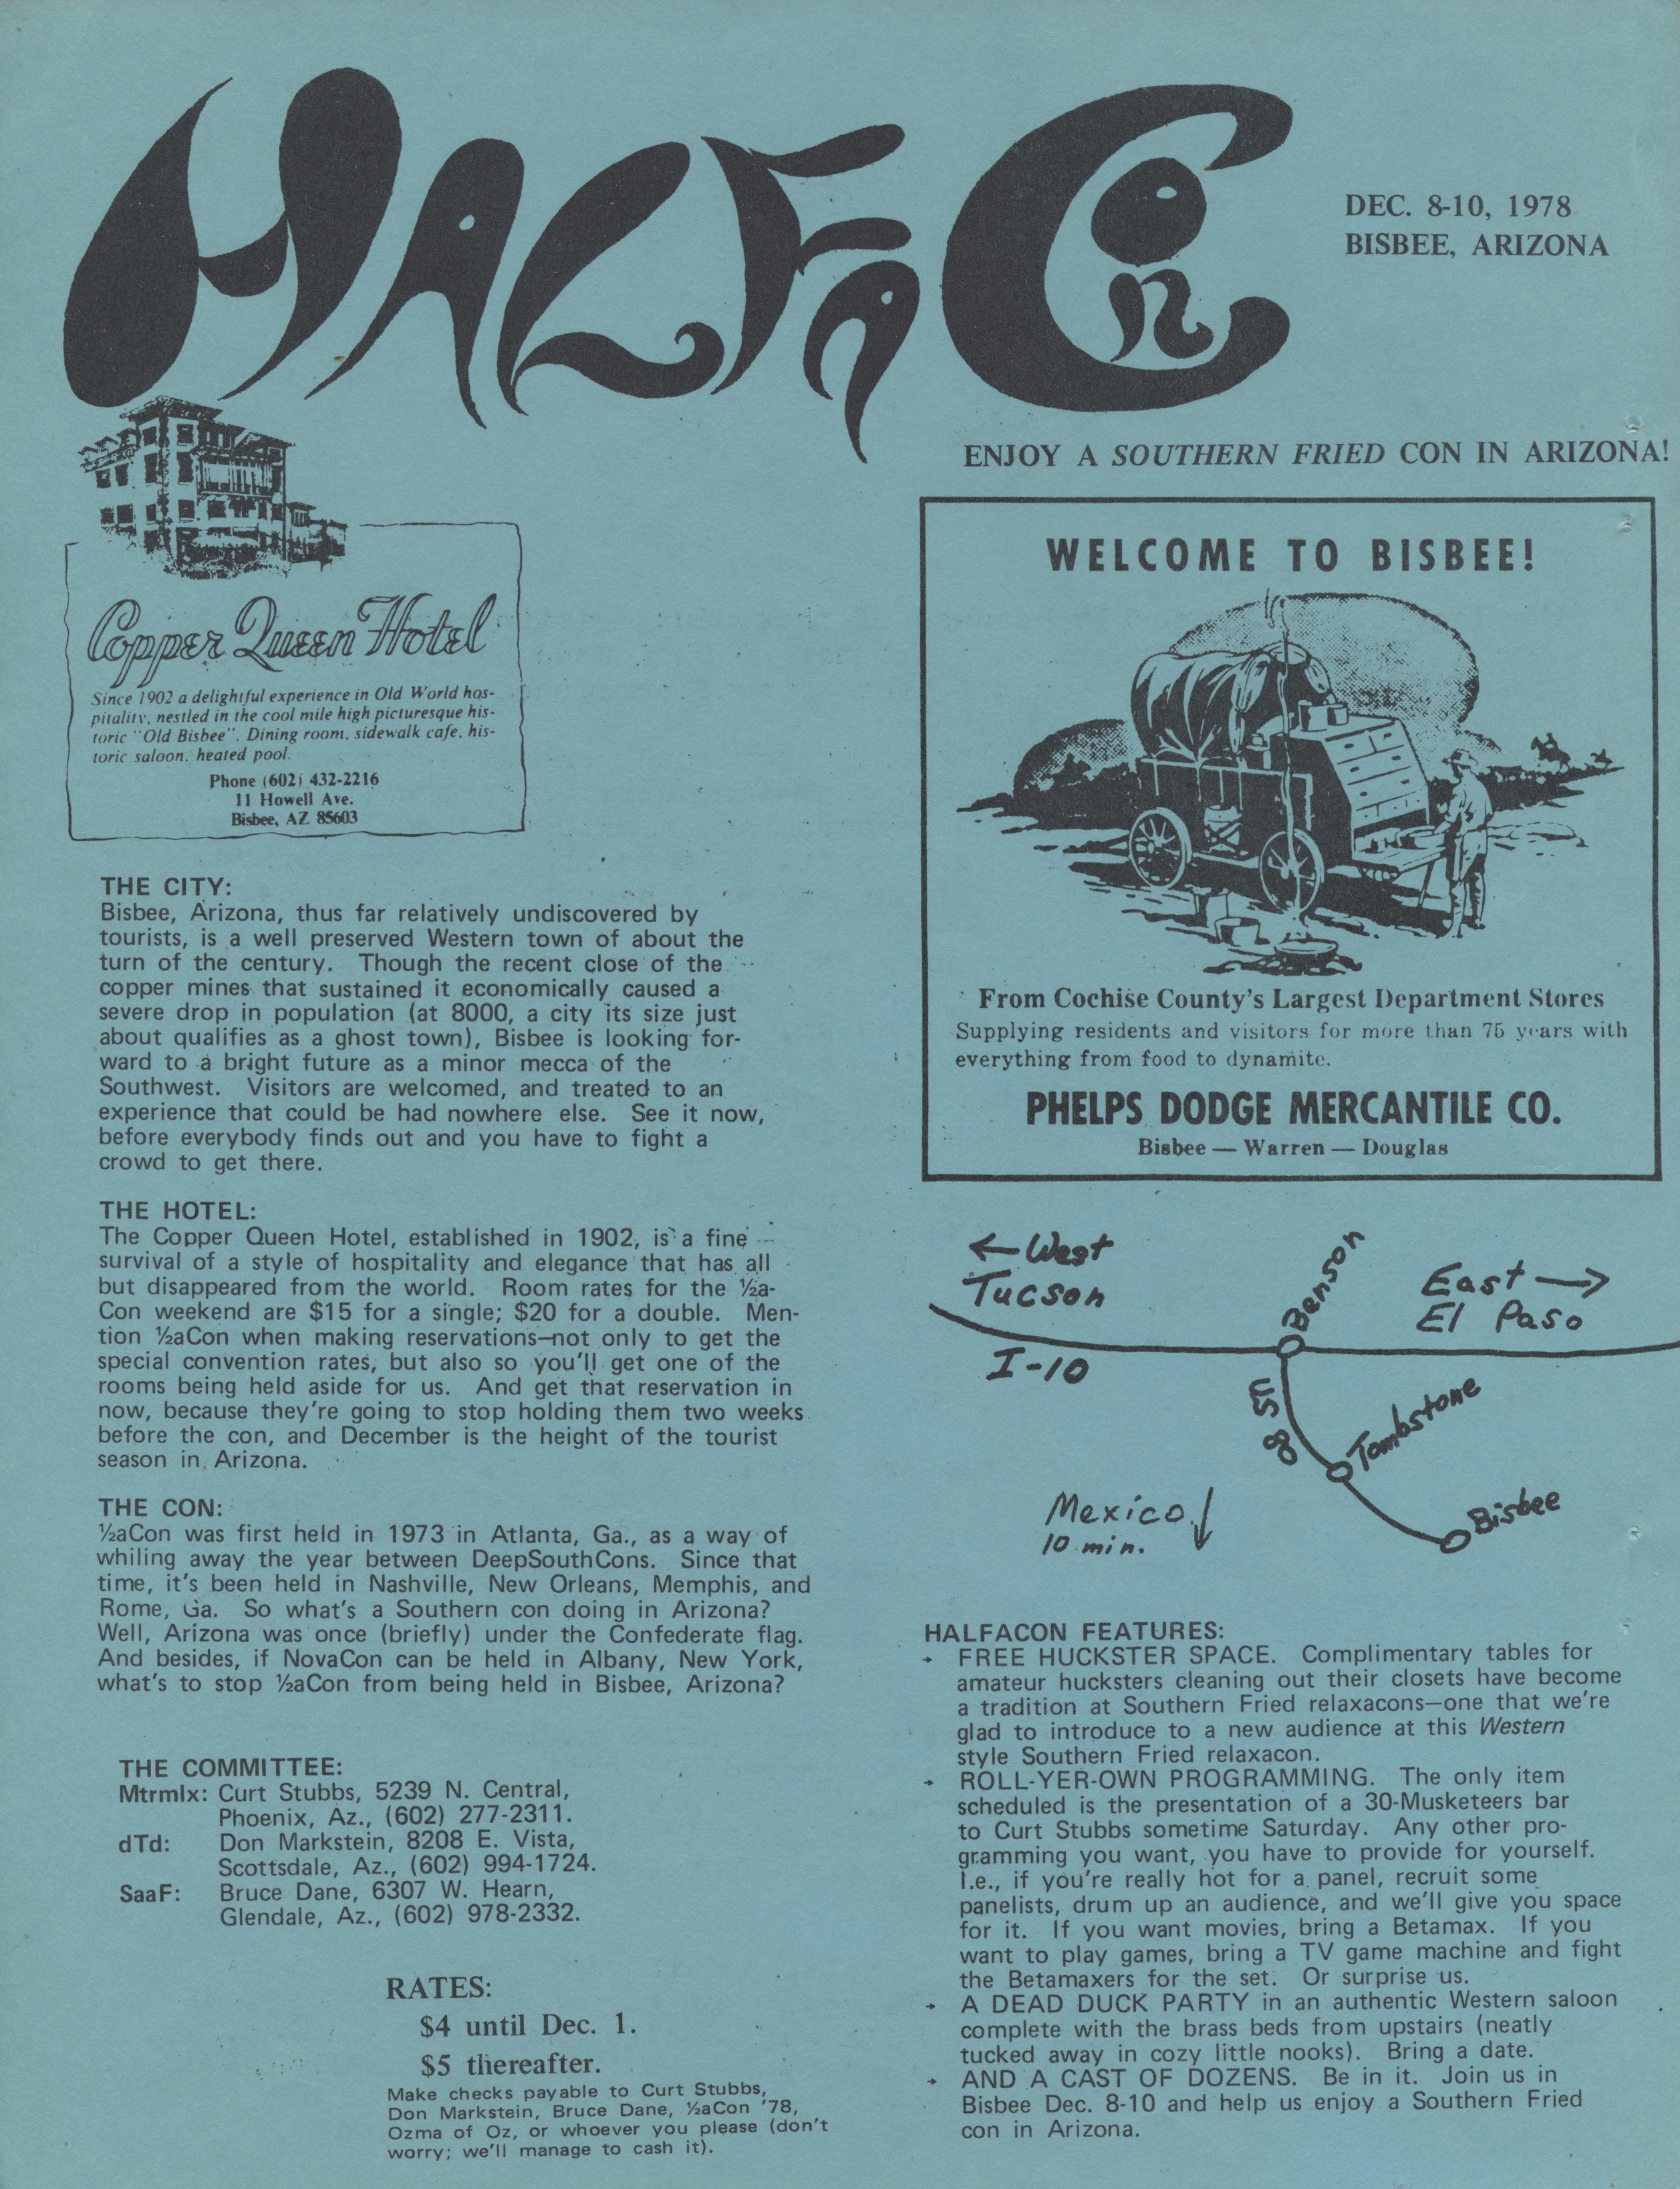 HALFACon
DEC. 8-10, 1978
BISBEE, ARIZONA
ENJOY A SOUTHERN FRIED CON IN ARIZONA!
Copper Queen Hotel
Since 1902 a delightful experience in Old World hos-
pitality, nestled in the cool mile high picturesque his-
toric "Old Bisbee". Dining room, sidewalk cafe, his-
toric saloon, heated pool.
Phone (602) 432-2216
11 Howell Ave.
Bisbee, AZ 85603
THE CITY:
Bisbee, Arizona, thus far relatively undiscovered by
tourists, is a well preserved Western town of about the
turn of the century. Though the recent close of the
copper mines that sustained it economically caused a
severe drop in population (at 8000, a city its size just
about qualifies as a ghost town), Bisbee is looking for-
ward to a bright future as a minor mecca of the
Southwest. Visitors are welcomed, and treated to an
experience that could be had nowhere else. See it now,
before everybody finds out and you have to fight a
crowd to get there.
THE HOTEL:
The Copper Queen Hotel, established in 1902, is a fine
survival of a style of hospitality and elegance that has all
but disappeared from the world. Room rates for the ½a-
Con weekend are $15 for a single; $20 for a double. Men-
tion ½aCon when making reservations—not only to get the
special convention rates, but also so you'll get one of the
rooms being held aside for us. And get that reservation in
now, because they're going to stop holding them two weeks
before the con, and December is the height of the tourist
season in Arizona.
THE CON:
½aCon was first held in 1973 in Atlanta, Ga., as a way of
whiling away the year between DeepSouthCons. Since that
time, it's been held in Nashville, New Orleans, Memphis, and
Rome, Ga. So what's a Southern con doing in Arizona?
Well, Arizona was once (briefly) under the Confederate flag.
And besides, if NovaCon can be held in Albany, New York,
what's to stop ½aCon from being held in Bisbee, Arizona?
THE COMMITTEE:
Mtrmlx: Curt Stubbs, 5239 N. Central,
Phoenix, Az., (602) 277-2311.
dTd: Don Markstein, 8208 E. Vista,
Scottsdale, Az., (602) 994-1724.
SaaF: Bruce Dane, 6307 W. Hearn,
Glendale, Az., (602) 978-2332.
RATES:
$4 until Dec. 1.
$5 thereafter.
Make checks payable to Curt Stubbs,
Don Markstein, Bruce Dane, ½aCon '78,
Ozma of Oz, or whoever you please (don't
worry; we'll manage to cash it).
WELCOME TO BISBEE!
From Cochise County's Largest Department Stores
Supplying residents and visitors for more than 75 years with
everything from food to dynamite.
PHELPS DODGE MERCANTILE CO.
Bisbee — Warren — Douglas
← West
Tucson
I-10
Benson
East →
El Paso
US 80
Tombstone
Bisbee
Mexico ↓
10 min.
HALFACON FEATURES:
→ FREE HUCKSTER SPACE. Complimentary tables for
amateur hucksters cleaning out their closets have become
a tradition at Southern Fried relaxacons—one that we're
glad to introduce to a new audience at this Western
style Southern Fried relaxacon.
→ ROLL-YER-OWN PROGRAMMING. The only item
scheduled is the presentation of a 30-Musketeers bar
to Curt Stubbs sometime Saturday. Any other pro-
gramming you want, you have to provide for yourself.
I.e., if you're really hot for a panel, recruit some
panelists, drum up an audience, and we'll give you space
for it. If you want movies, bring a Betamax. If you
want to play games, bring a TV game machine and fight
the Betamaxers for the set. Or surprise us.
→ A DEAD DUCK PARTY in an authentic Western saloon
complete with the brass beds from upstairs (neatly
tucked away in cozy little nooks). Bring a date.
→ AND A CAST OF DOZENS. Be in it. Join us in
Bisbee Dec. 8-10 and help us enjoy a Southern Fried
con in Arizona.